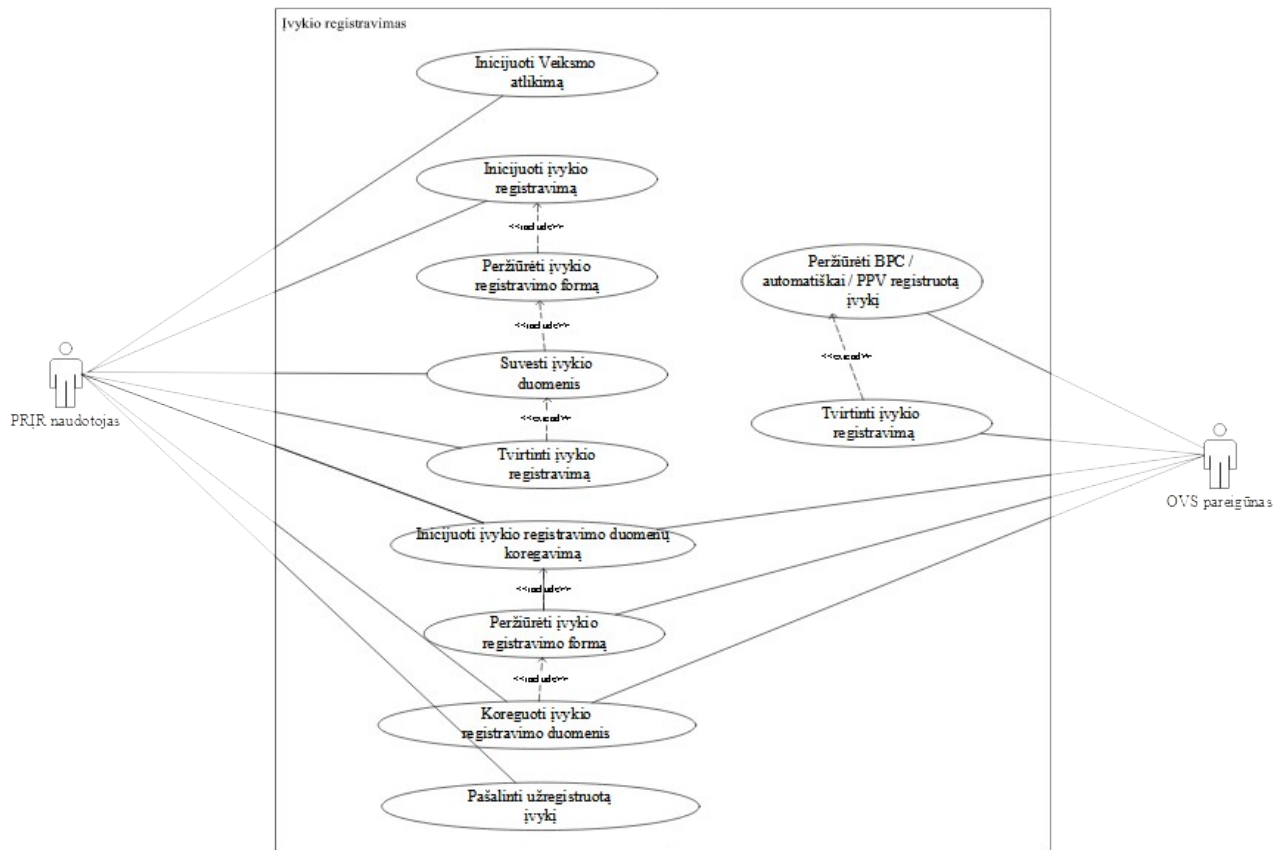 Įvykio registravimas
Inicijuoti Veiksmo
atlikimą
Inicijuoti įvykio
registravimą
<<include>>
Peržiūrėti įvykio
registravimo formą
<<include>>
Suvesti įvykio
duomenis
<<extend>>
Tvirtinti įvykio
registravimą
Inicijuoti įvykio registravimo duomenų
koregavimą
<<include>>
Peržiūrėti įvykio
registravimo formą
<<include>>
Koreguoti įvykio
registravimo duomenis
Pašalinti užregistruotą
įvykį
Peržiūrėti BPC /
automatiškai / PPV registruotą
įvykį
<<extend>>
Tvirtinti įvykio
registravimą
PRĮR naudotojas
OVS pareigūnas